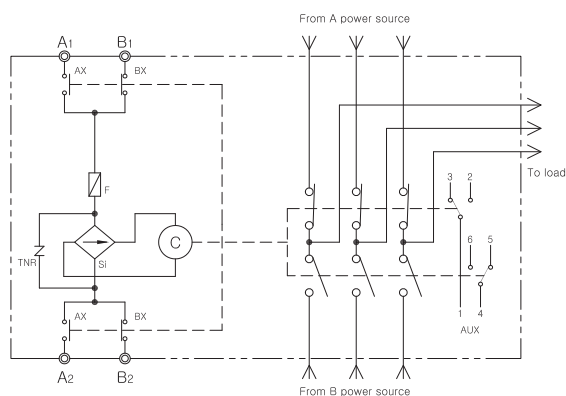 From A power source
A1 B1
AX BX
F
TNR
Si
C
To load
3 2
6 5
1 4
AUX
AX BX
A2 B2
From B power source